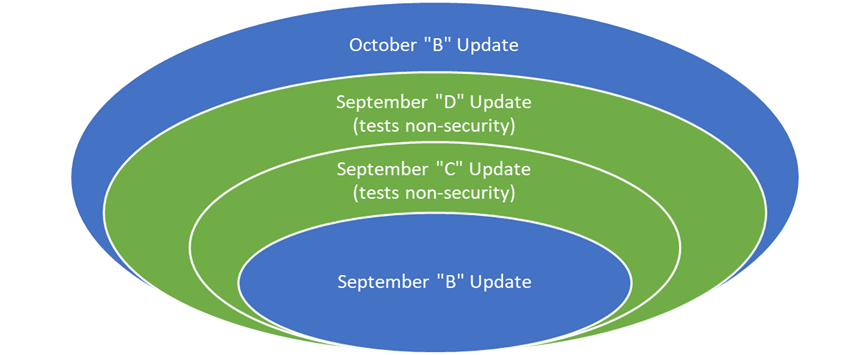 October "B" Update
September "D" Update
(tests non-security)
September "C" Update
(tests non-security)
September "B" Update